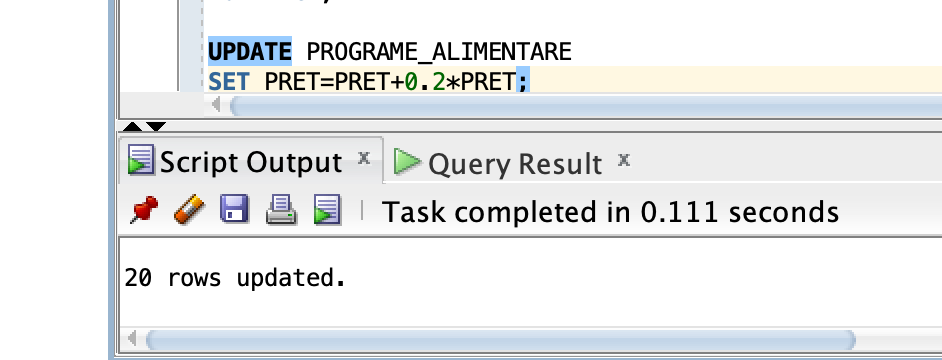 UPDATE PROGRAME_ALIMENTARE
SET PRET=PRET+0.2*PRET;
Script Output x Query Result x
Task completed in 0.111 seconds
20 rows updated.